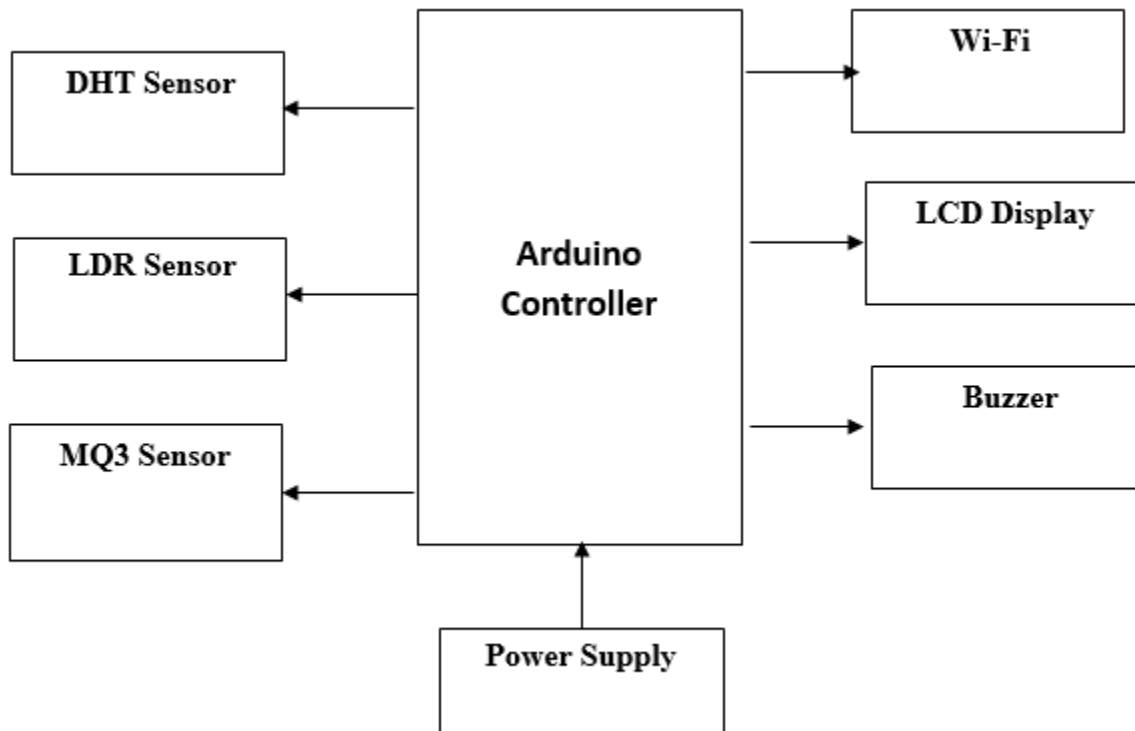 DHT Sensor
LDR Sensor
MQ3 Sensor
Arduino
Controller
Wi-Fi
LCD Display
Buzzer
Power Supply